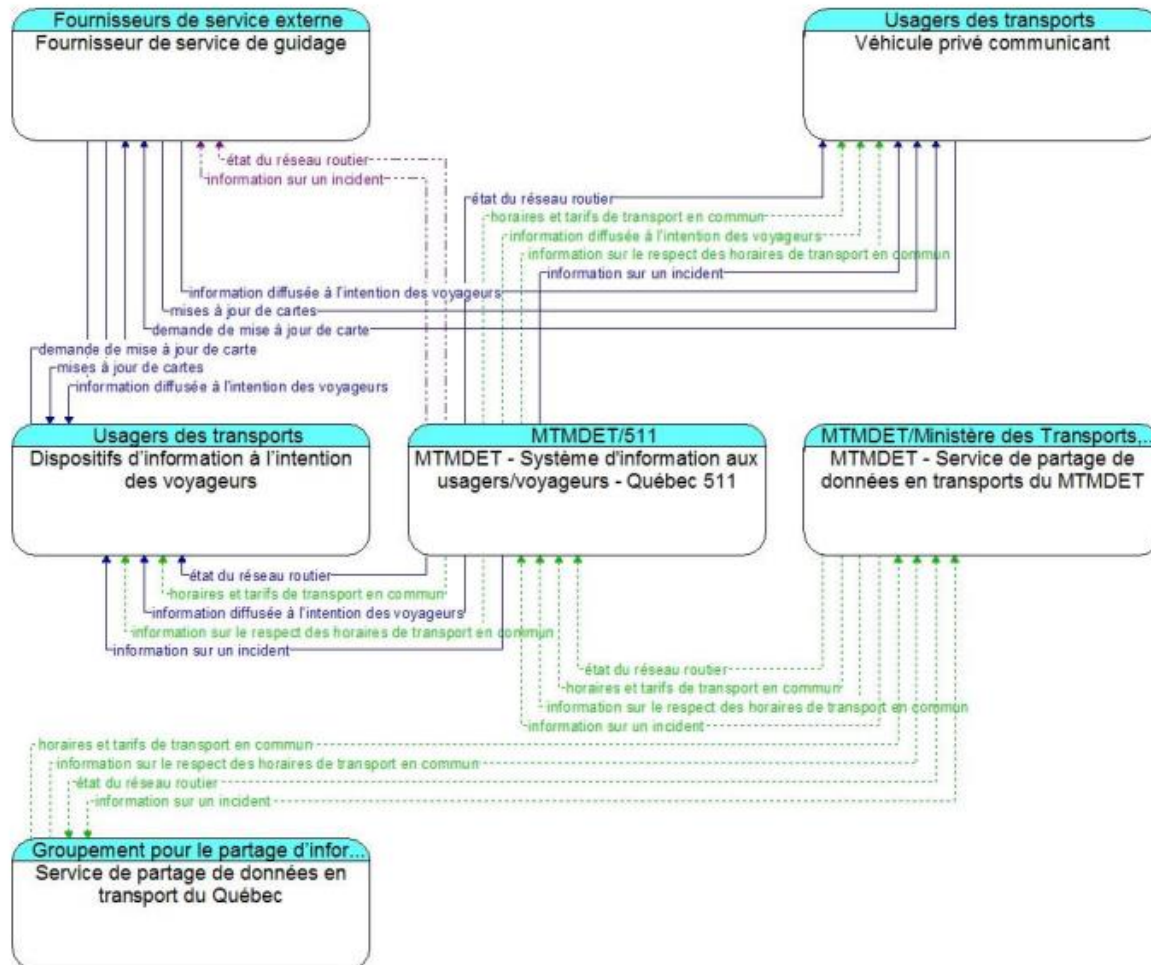 Fournisseurs de service externe
Fournisseur de service de guidage
Usagers des transports
Véhicule privé communicant
état du réseau routier
information sur un incident
état du réseau routier
horaires et tarifs de transport en commun
information diffusée à l'intention des voyageurs
information sur le respect des horaires de transport en commun
information sur un incident
information diffusée à l'intention des voyageurs
mises à jour de cartes
demande de mise à jour de carte
demande de mise à jour de carte
mises à jour de cartes
information diffusée à l'intention des voyageurs
Usagers des transports
Dispositifs d'information à l'intention
des voyageurs
MTMDET/511
MTMDET - Système d'information aux
usagers/voyageurs - Québec 511
MTMDET/Ministère des Transports,...
MTMDET - Service de partage de
données en transports du MTMDET
état du réseau routier
horaires et tarifs de transport en commun
information diffusée à l'intention des voyageurs
information sur le respect des horaires de transport en commun
information sur un incident
état du réseau routier
horaires et tarifs de transport en commun
information sur le respect des horaires de transport en commun
information sur un incident
horaires et tarifs de transport en commun
information sur le respect des horaires de transport en commun
état du réseau routier
information sur un incident
Groupement pour le partage d'infor...
Service de partage de données en
transport du Québec